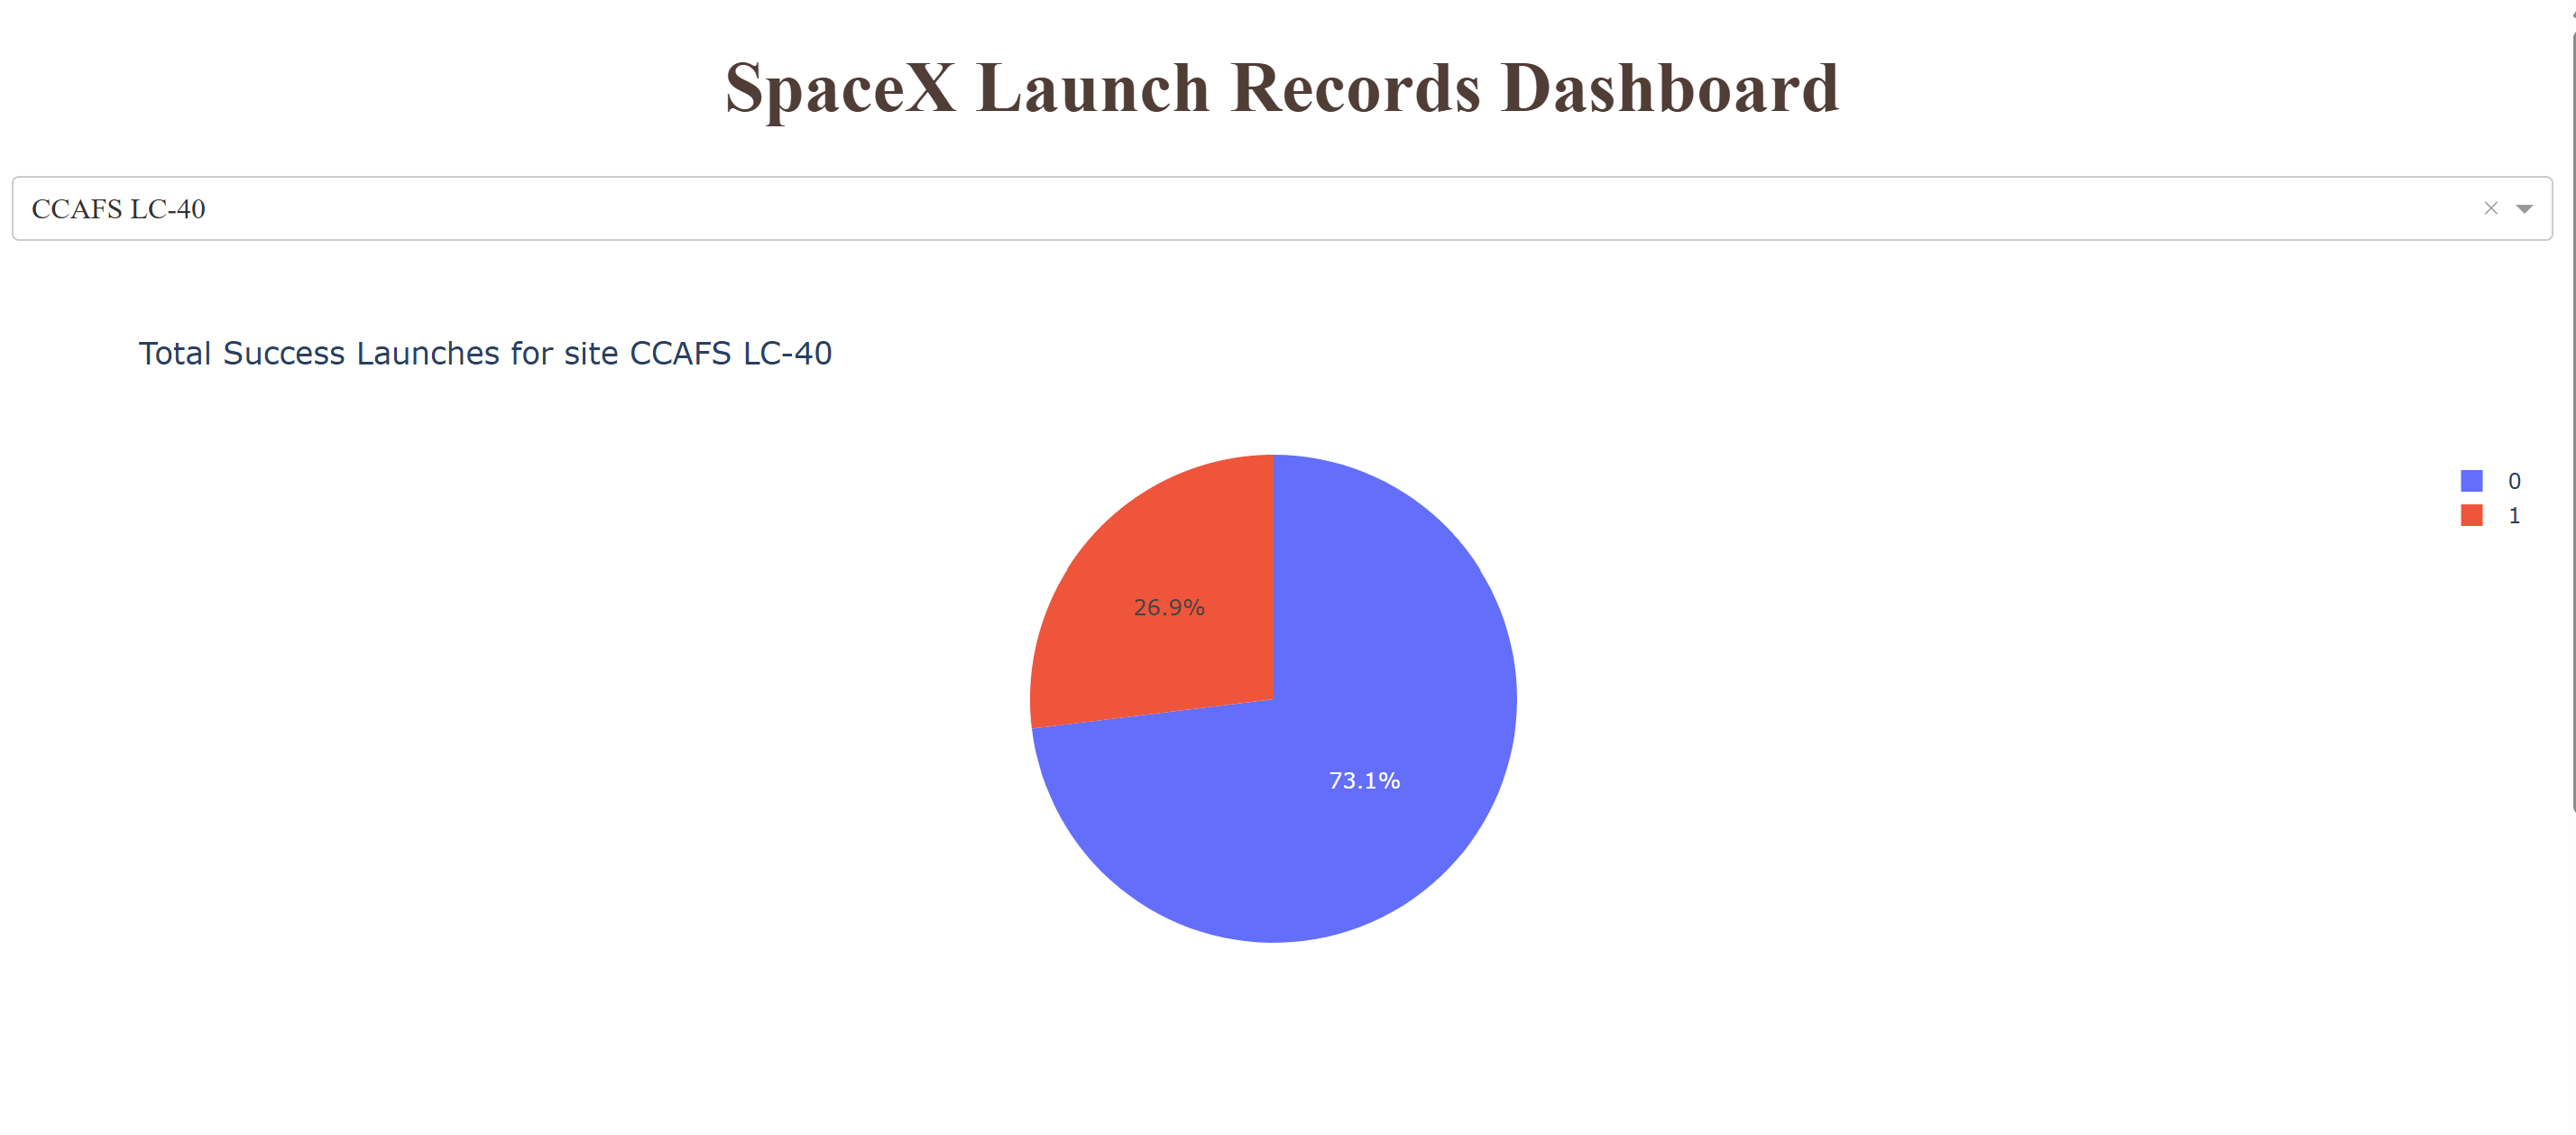 SpaceX Launch Records Dashboard
CCAFS LC-40
Total Success Launches for site CCAFS LC-40
0
1
26.9%
73.1%